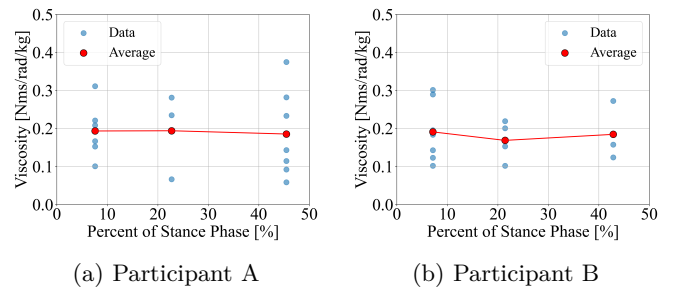 0.5
0.4
0.3
0.2
0.1
0.0
Viscosity [Nms/rad/kg]
Data
Average
0 10 20 30 40 50
Percent of Stance Phase [%]
(a) Participant A
0.5
0.4
0.3
0.2
0.1
0.0
Viscosity [Nms/rad/kg]
Data
Average
0 10 20 30 40 50
Percent of Stance Phase [%]
(b) Participant B